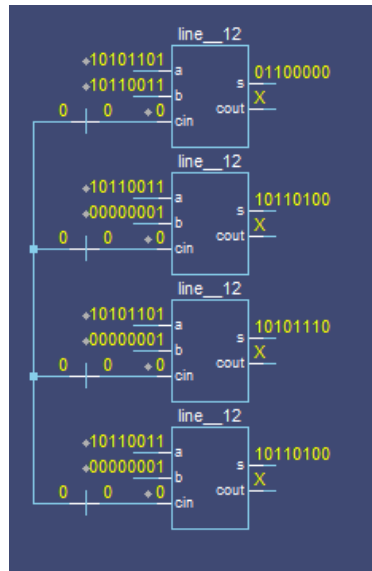 line__12
10101101
a
s
01100000
10110011
b
cout
X
0 0 0
cin
line__12
10110011
a
s
10110100
00000001
b
cout
X
0 0 0
cin
line__12
10101101
a
s
10101110
00000001
b
cout
X
0 0 0
cin
line__12
10110011
a
s
10110100
00000001
b
cout
X
0 0 0
cin